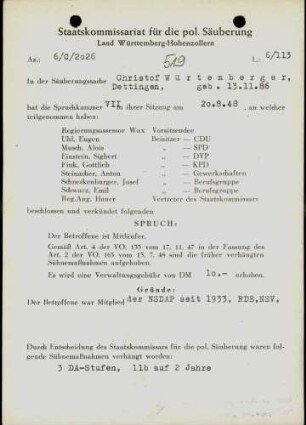 Staatskommissariat für die pol. Säuberung
Land Württemberg-Hohenzollern
Az.: 6/C/2026
519
L. 6/113
In der Säuberungssache Christof Würtemberger,
Dettingen, geb. 13.11.86
hat die Spruchkammer VII in ihrer Sitzung am 20.8.48 , an welcher
teilgenommen haben:
Regierungsassessor Wax Vorsitzender
Uhl, Eugen Beisitzer — CDU
Musch, Alois „ — SPD
Einstein, Sigbert „ — DVP
Fink, Gottlieb „ — KPD
Steinacher, Anton „ — Gewerkschaften
Schneckenburger, Josef „ — Berufsgruppe
Schwarz, Emil „ — Berufsgruppe
Reg.Ang. Hauer Vertreter des Staatskommissars
beschlossen und verkündet folgenden
SPRUCH:
Der Betroffene ist Mitläufer.
Gemäß Art. 4 der VO. 133 vom 17. 11. 47 in der Fassung des
Art. 2 der VO. 165 vom 13. 7. 48 sind die früher verhängten
Sühnemaßnahmen aufgehoben.
Es wird eine Verwaltungsgebühr von DM 10.- erhoben.
Gründe:
Der Betroffene war Mitglied der NSDAP seit 1933, RDB, NSV,
Durch Entscheidung des Staatskommissars für die pol. Säuberung waren fol-
gende Sühnemaßnahmen verhängt worden:
3 DA-Stufen, 11b auf 2 Jahre